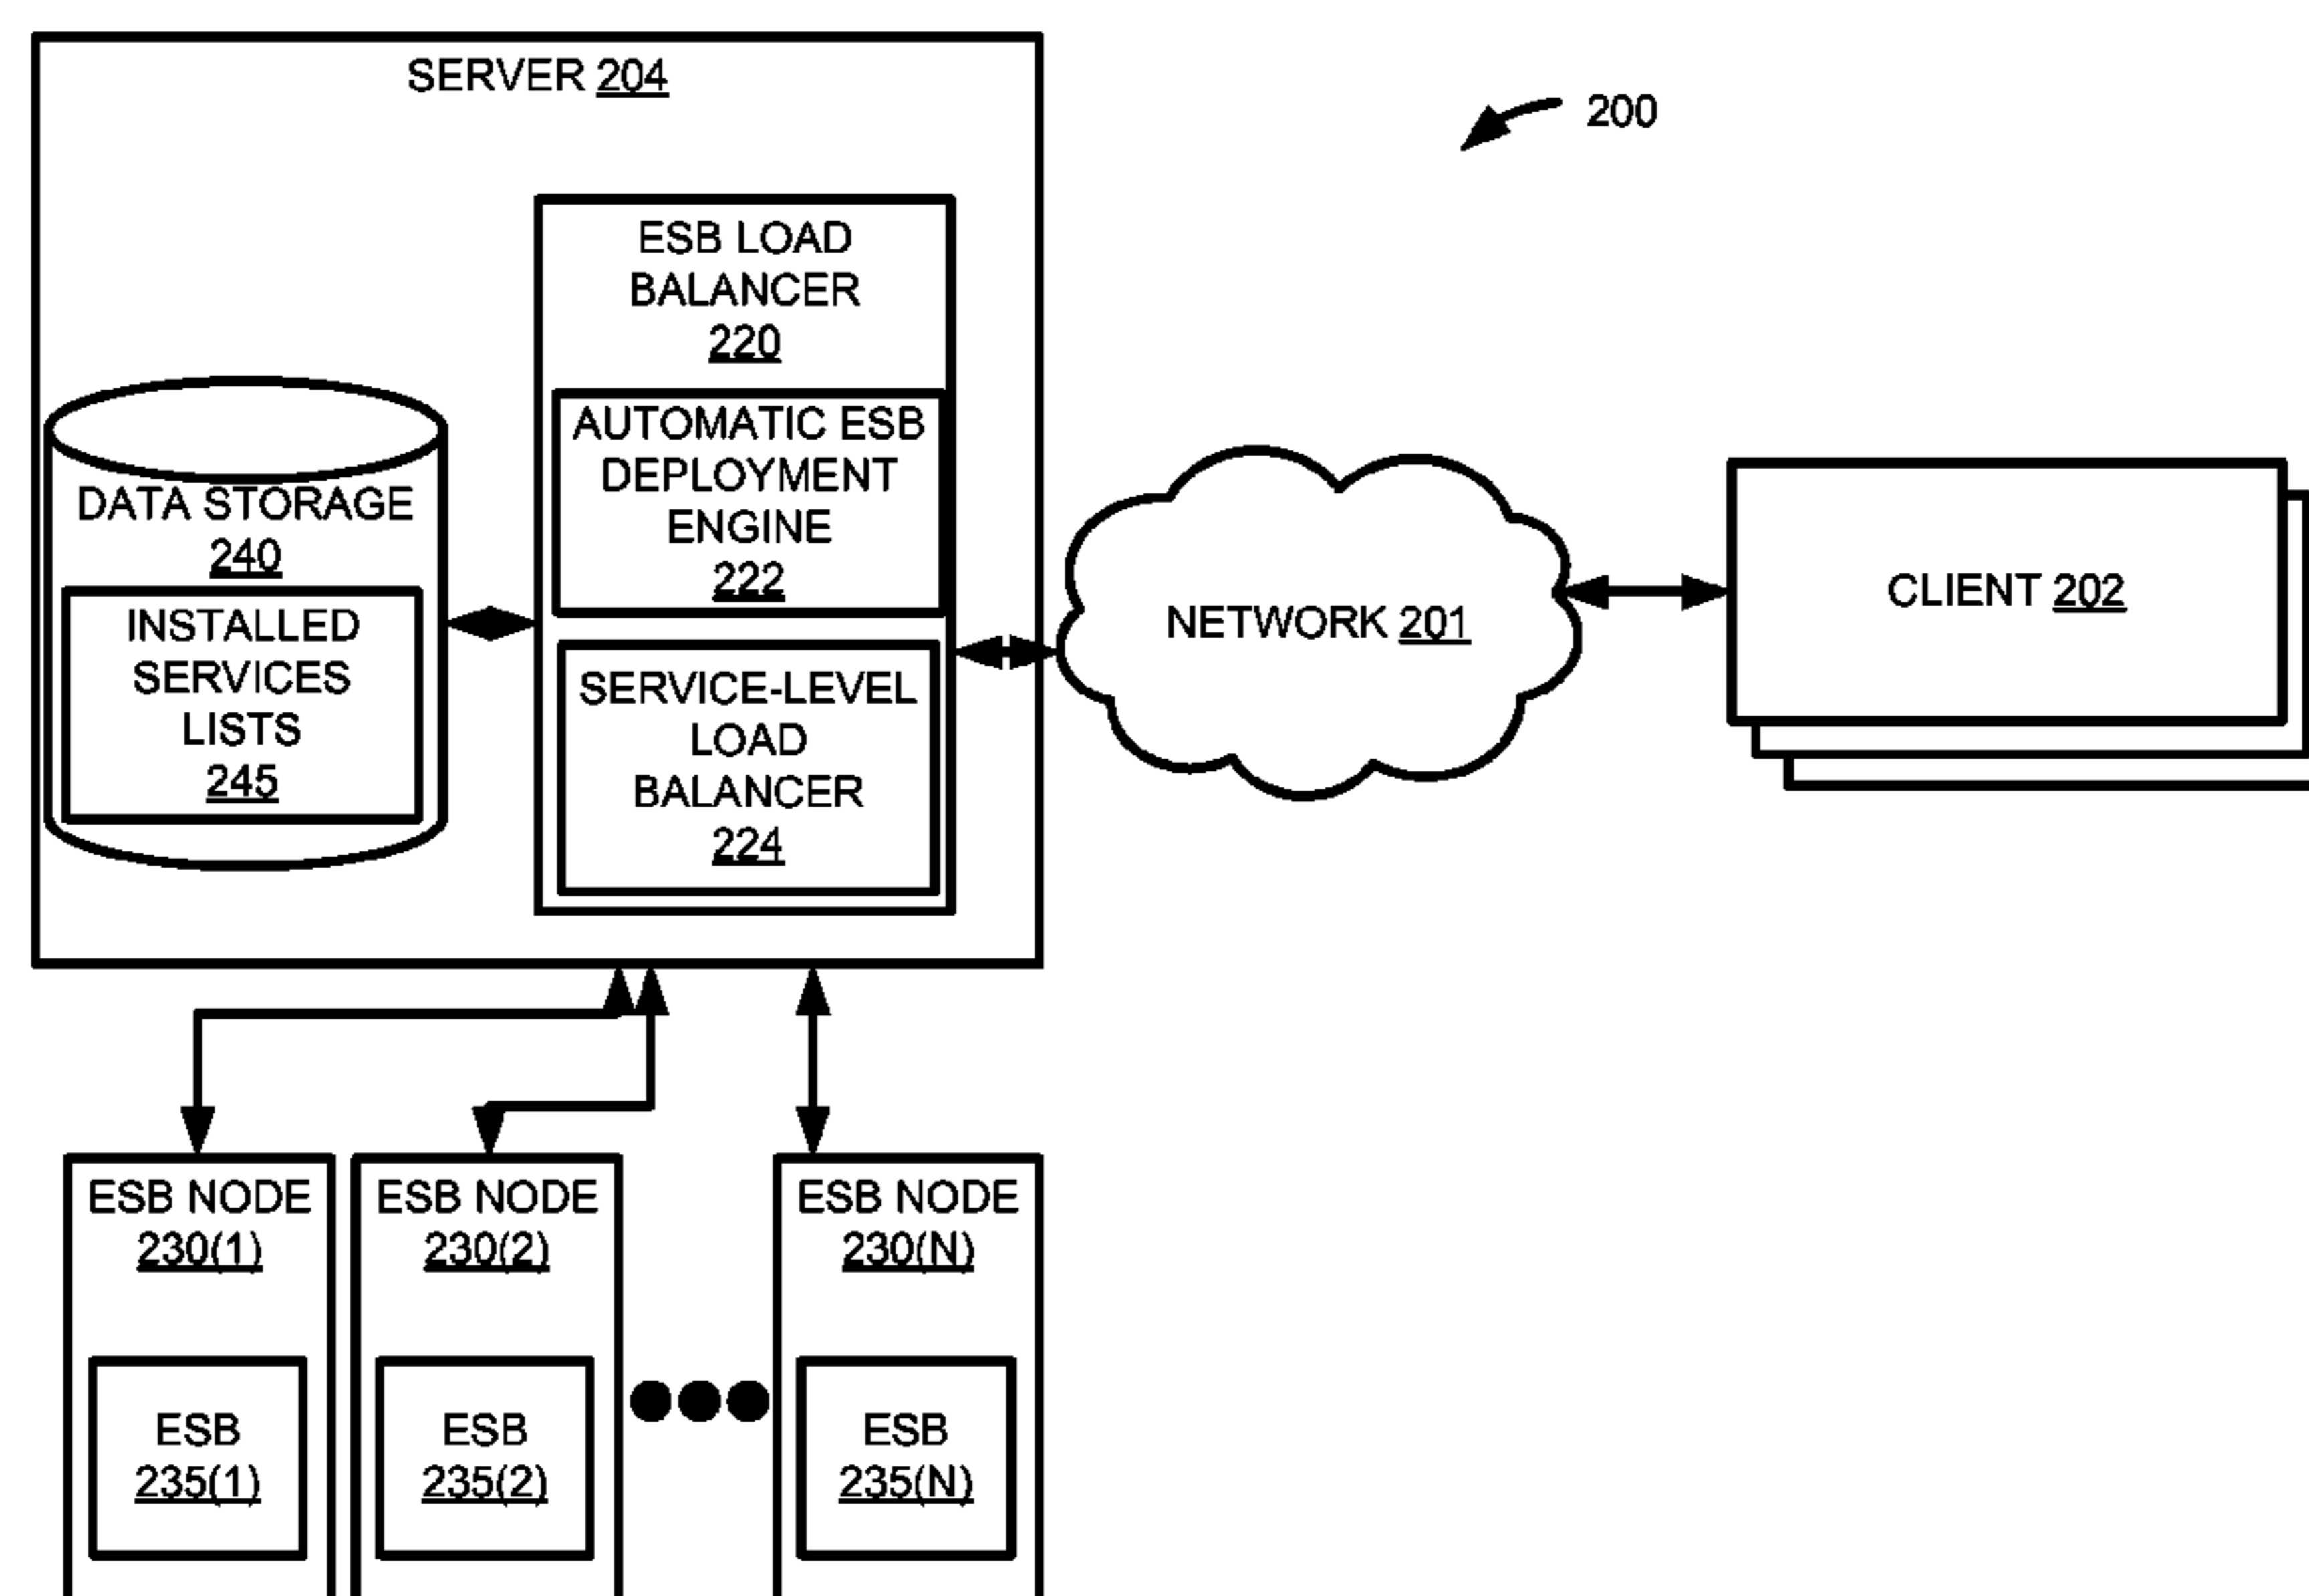 SERVER 204
200
ESB LOAD
BALANCER
220
AUTOMATIC ESB
DEPLOYMENT
ENGINE
222
SERVICE-LEVEL
LOAD
BALANCER
224
DATA STORAGE
240
INSTALLED
SERVICES
LISTS
245
NETWORK 201
CLIENT 202
ESB NODE
230(1)
ESB
235(1)
ESB NODE
230(2)
ESB
235(2)
ESB NODE
230(N)
ESB
235(N)